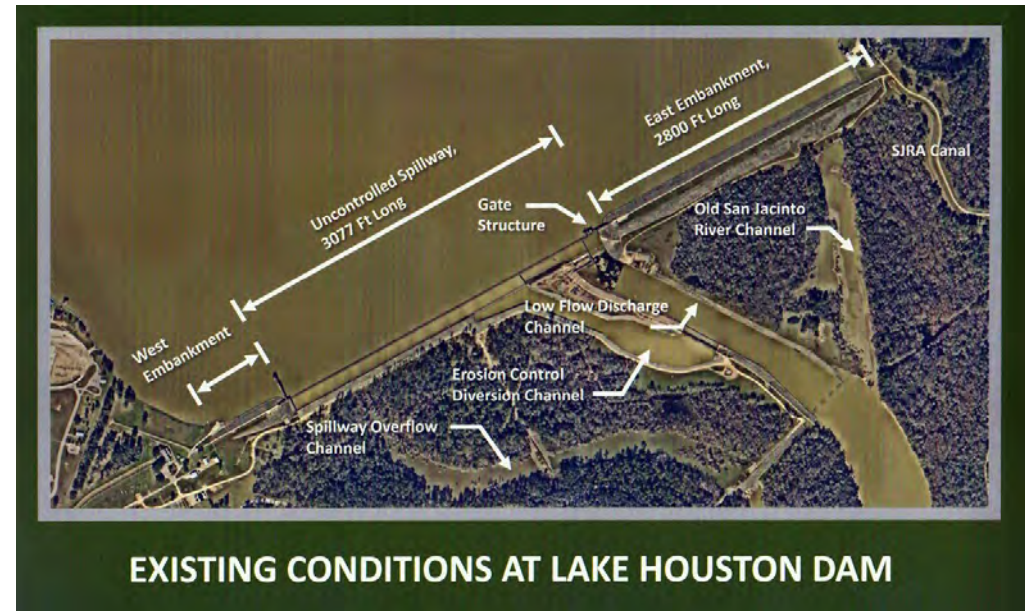 East Embankment,
2800 Ft Long
SJRA Canal
Uncontrolled Spillway,
3077 Ft Long
Gate
Structure
Old San Jacinto
River Channel
Low Flow Discharge
Channel
West
Embankment
Erosion Control
Diversion Channel
Spillway Overflow
Channel
EXISTING CONDITIONS AT LAKE HOUSTON DAM